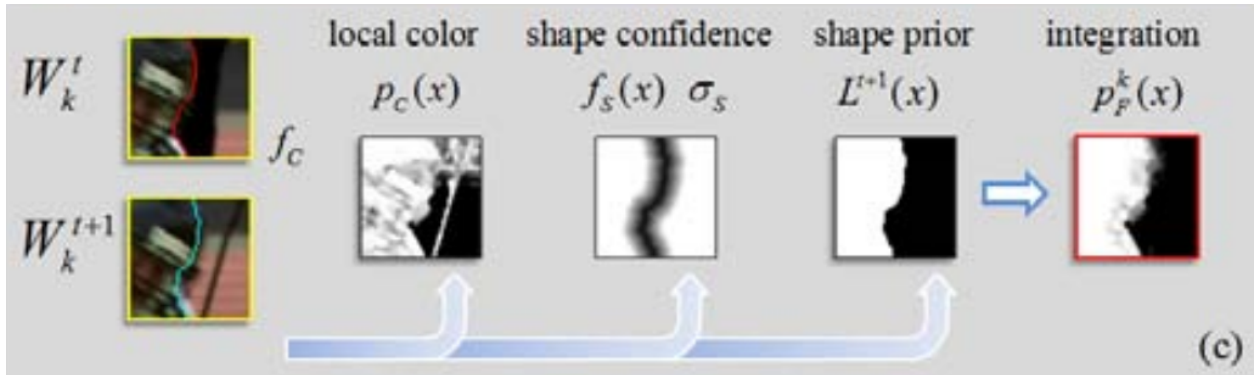 local color shape confidence shape prior integration
W_k^t p_C(x) f_S(x) σ_S L^{t+1}(x) p_F^k(x)
f_C
W_k^{t+1}
(c)